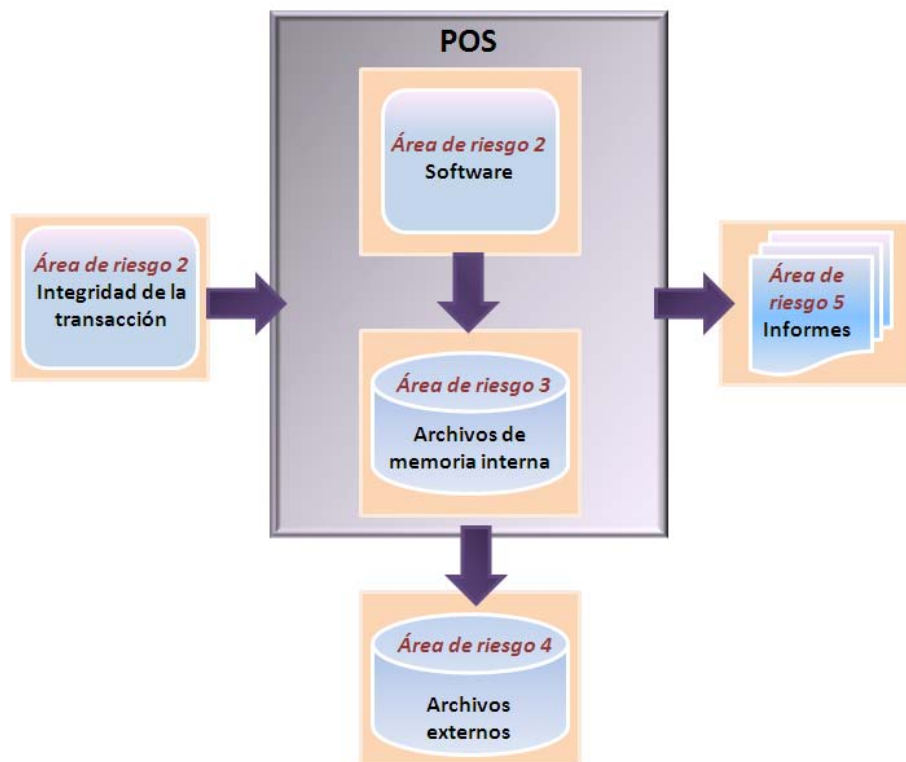 POS
Área de riesgo 2
Software
Área de riesgo 2
Integridad de la
transacción
Área de
riesgo 5
Informes
Área de riesgo 3
Archivos de
memoria interna
Área de riesgo 4
Archivos
externos